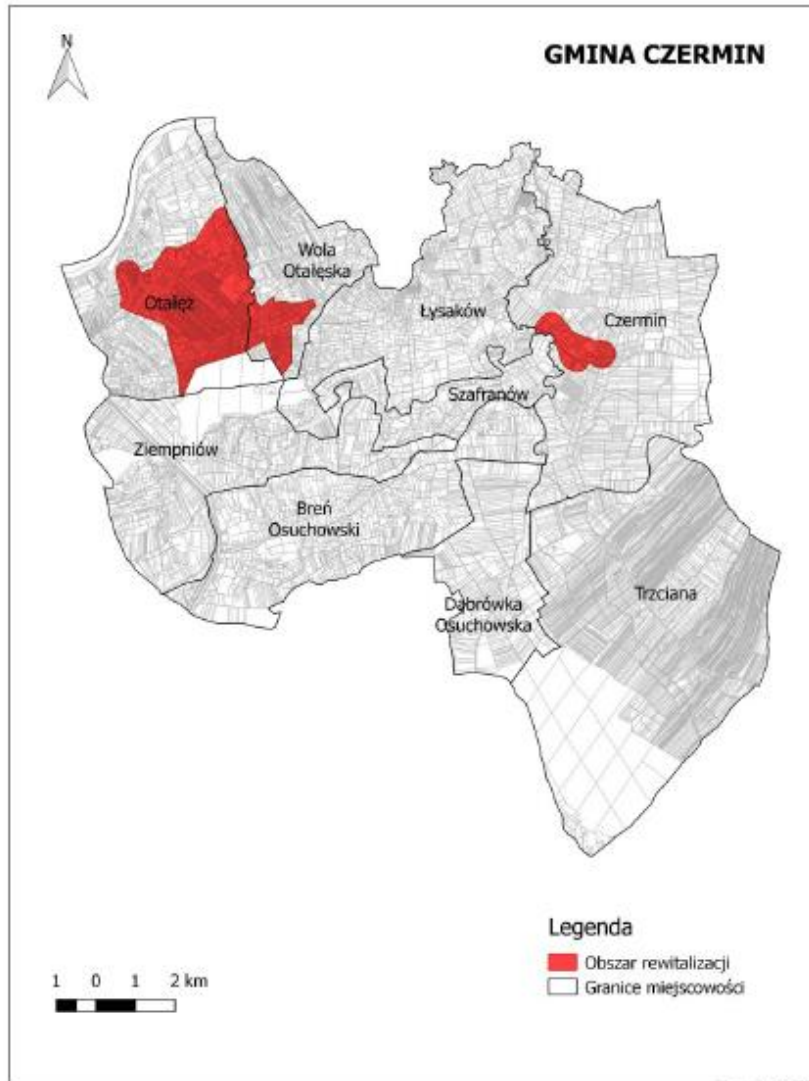 N
GMINA CZERMIN
Wola
Otałęska
Otałęż
Łysaków
Czermin
Szafranów
Ziempniów
Breń
Osuchowski
Trzciana
Dąbrówka
Osuchowska
Legenda
Obszar rewitalizacji
Granice miejscowości
1 0 1 2 km